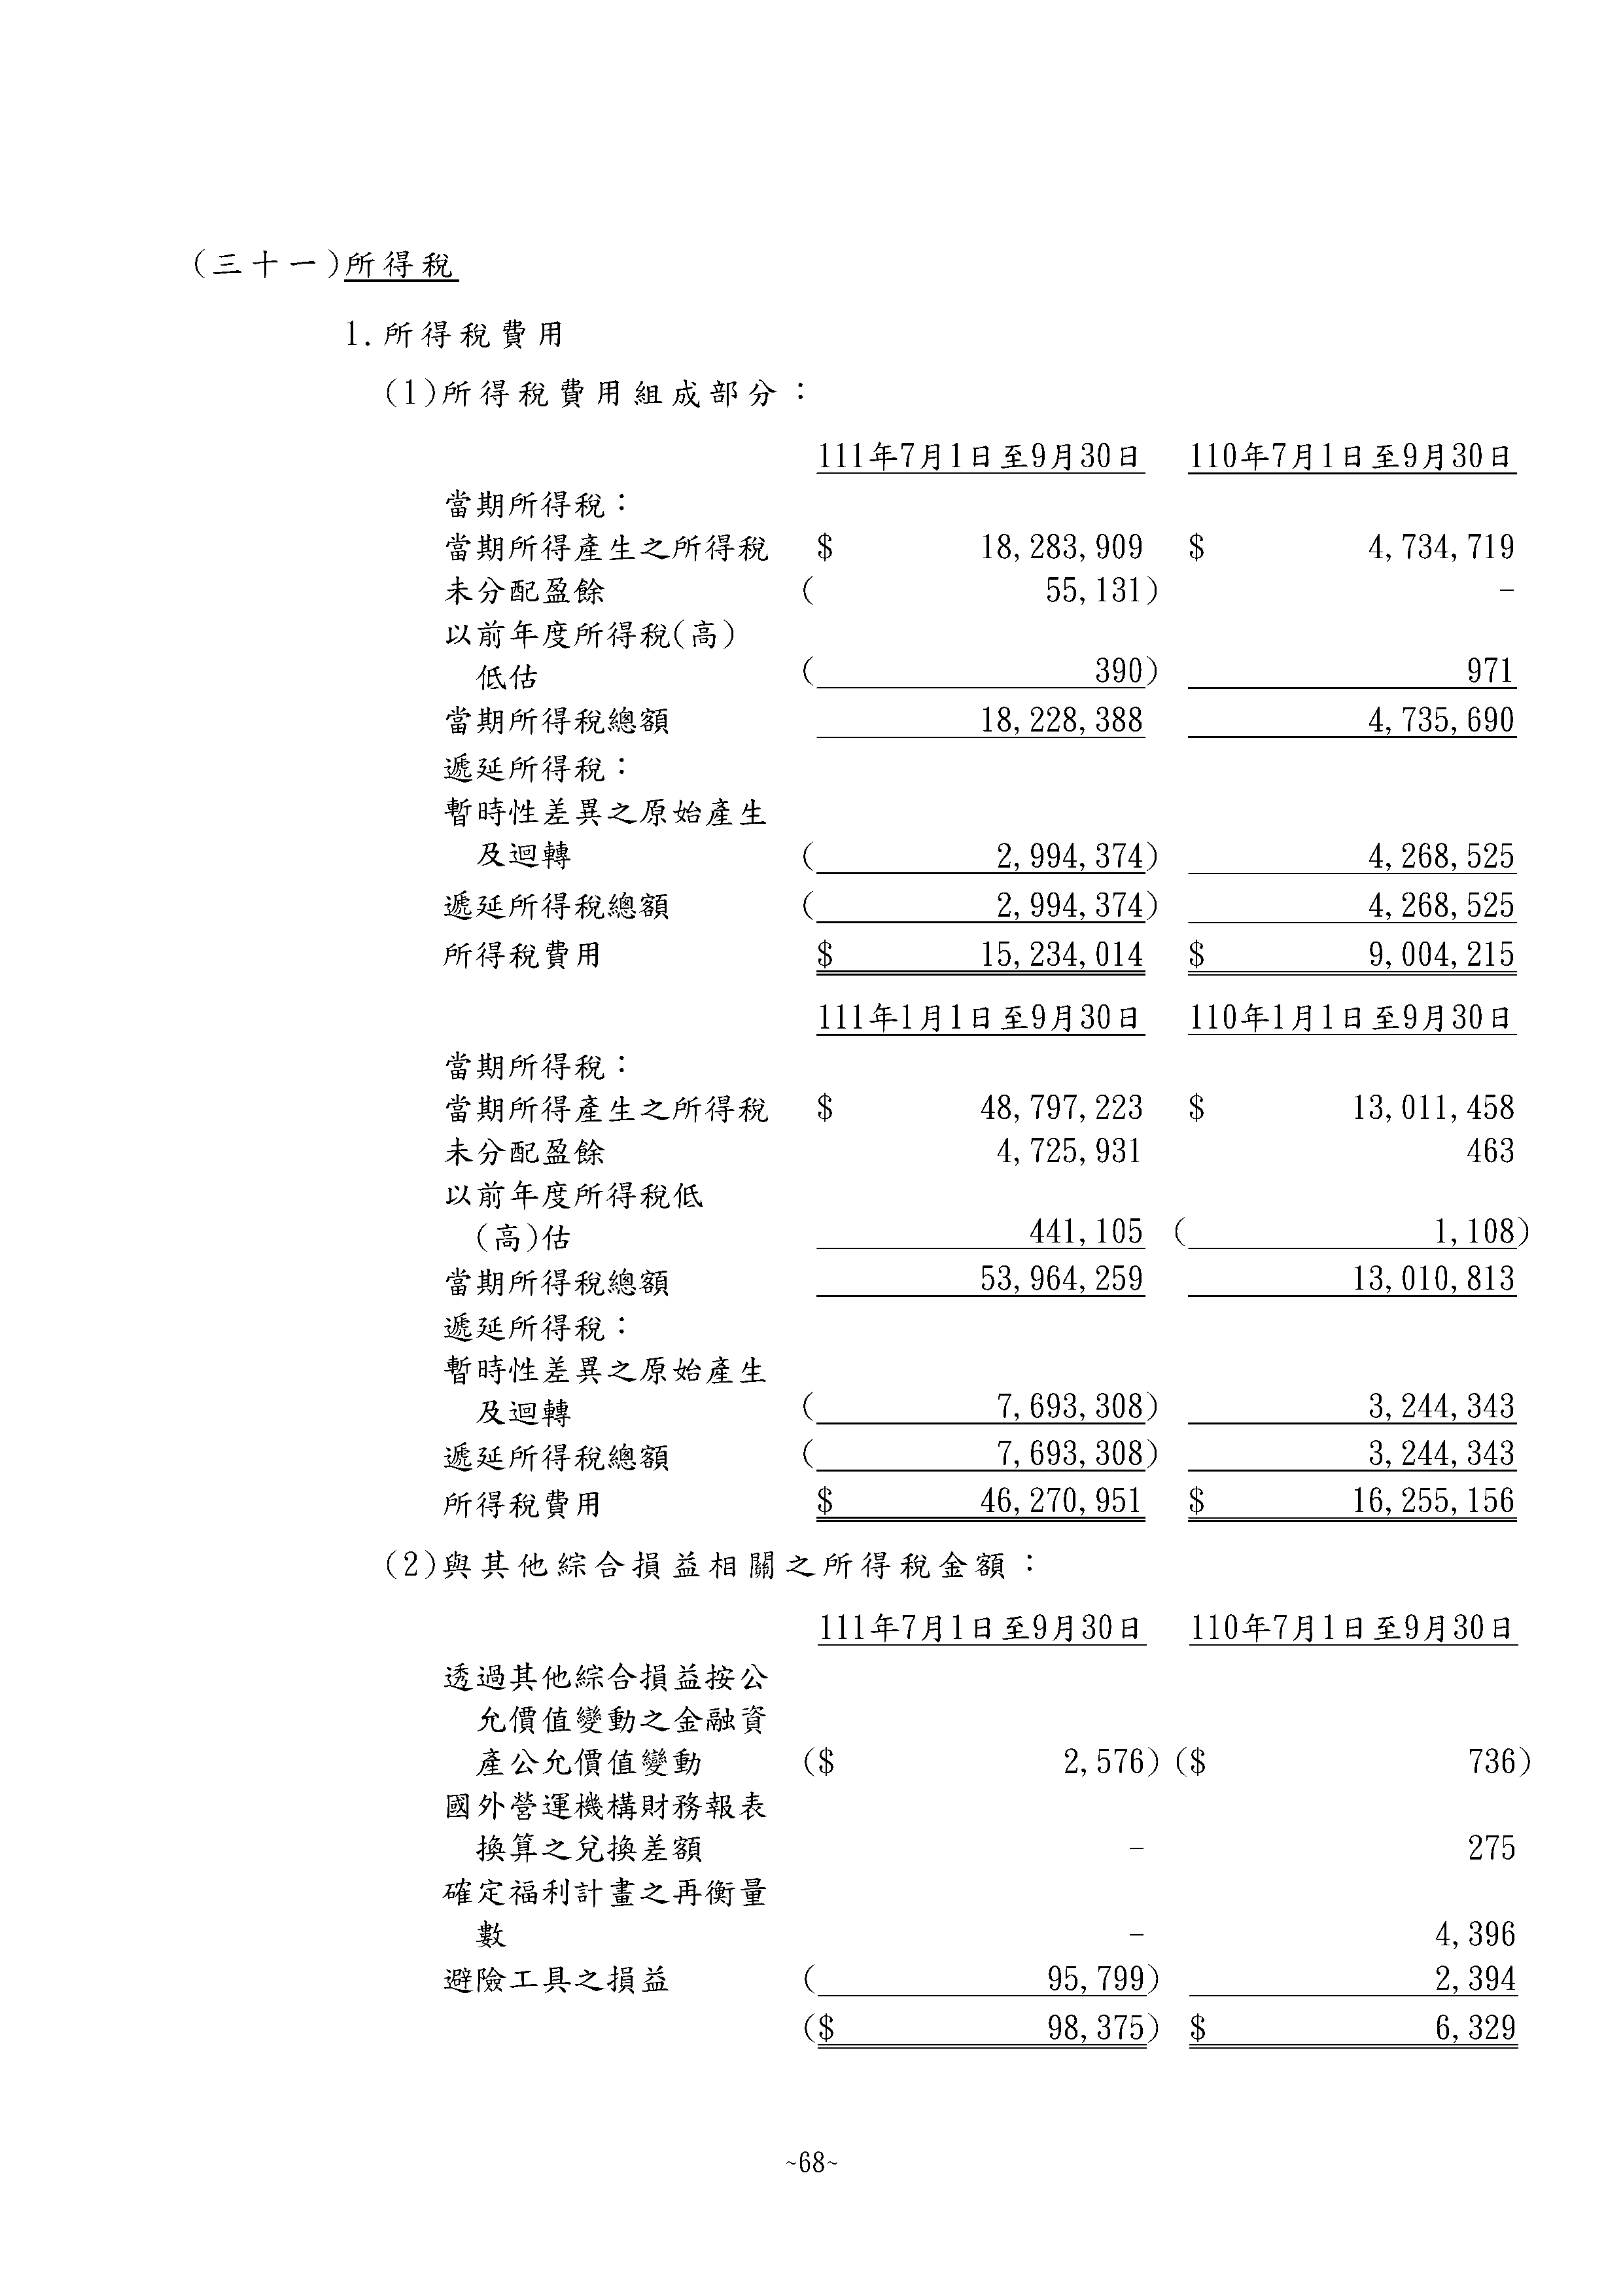 (三十一)所得稅
1.所得稅費用
(1)所得稅費用組成部分：
111年7月1日至9月30日 110年7月1日至9月30日
當期所得稅：
當期所得產生之所得稅 $ 18,283,909 $ 4,734,719
未分配盈餘 ( 55,131) -
以前年度所得稅(高)
低估 ( 390) 971
當期所得稅總額 18,228,388 4,735,690
遞延所得稅：
暫時性差異之原始產生
及迴轉 ( 2,994,374) 4,268,525
遞延所得稅總額 ( 2,994,374) 4,268,525
所得稅費用 $ 15,234,014 $ 9,004,215
111年1月1日至9月30日 110年1月1日至9月30日
當期所得稅：
當期所得產生之所得稅 $ 48,797,223 $ 13,011,458
未分配盈餘 4,725,931 463
以前年度所得稅低
(高)估 441,105 ( 1,108)
當期所得稅總額 53,964,259 13,010,813
遞延所得稅：
暫時性差異之原始產生
及迴轉 ( 7,693,308) 3,244,343
遞延所得稅總額 ( 7,693,308) 3,244,343
所得稅費用 $ 46,270,951 $ 16,255,156
(2)與其他綜合損益相關之所得稅金額：
111年7月1日至9月30日 110年7月1日至9月30日
透過其他綜合損益按公
允價值變動之金融資
產公允價值變動 ($ 2,576) ($ 736)
國外營運機構財務報表
換算之兌換差額 - 275
確定福利計畫之再衡量
數 - 4,396
避險工具之損益 ( 95,799) 2,394
($ 98,375) $ 6,329
~68~